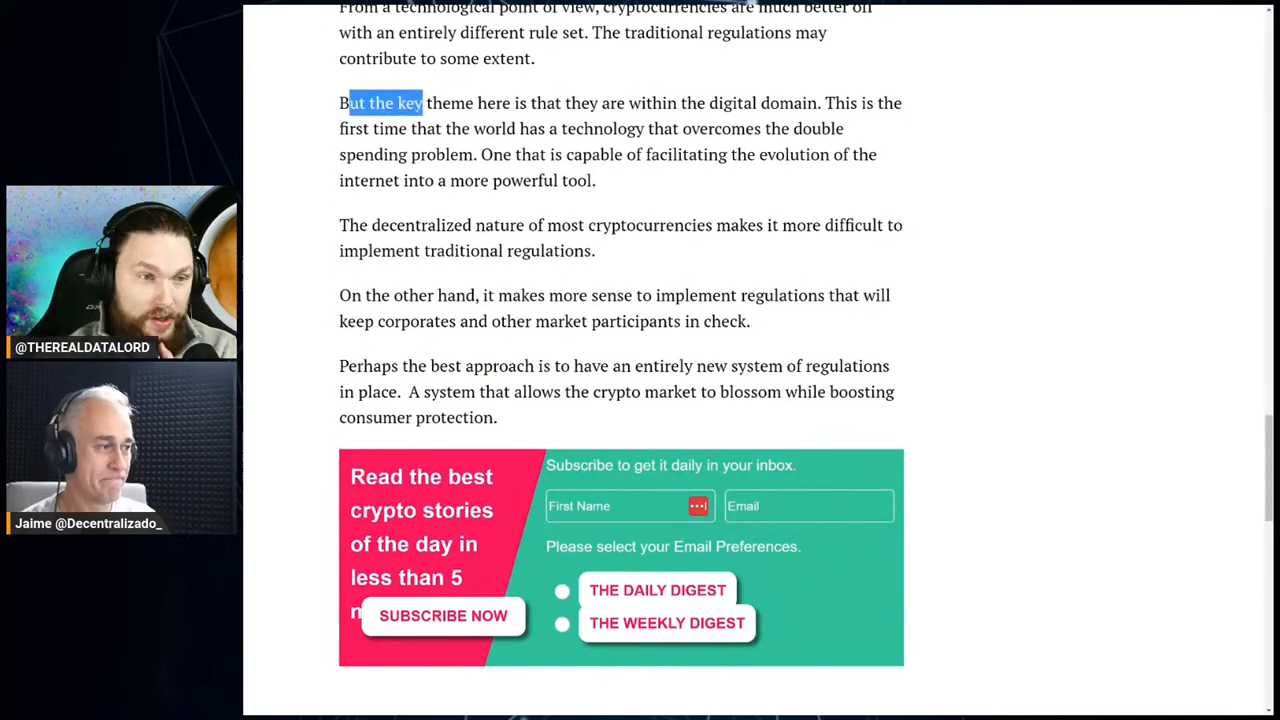 From a technological point of view, cryptocurrencies are much better off
with an entirely different rule set. The traditional regulations may
contribute to some extent.
But the key theme here is that they are within the digital domain. This is the
first time that the world has a technology that overcomes the double
spending problem. One that is capable of facilitating the evolution of the
internet into a more powerful tool.
The decentralized nature of most cryptocurrencies makes it more difficult to
implement traditional regulations.
On the other hand, it makes more sense to implement regulations that will
keep corporates and other market participants in check.
Perhaps the best approach is to have an entirely new system of regulations
in place.  A system that allows the crypto market to blossom while boosting
consumer protection.
Read the best
crypto stories
of the day in
less than 5
SUBSCRIBE NOW
Subscribe to get it daily in your inbox.
First Name
Email
Please select your Email Preferences.
THE DAILY DIGEST
THE WEEKLY DIGEST
@THEREALDATALORD
Jaime @Decentralizado_